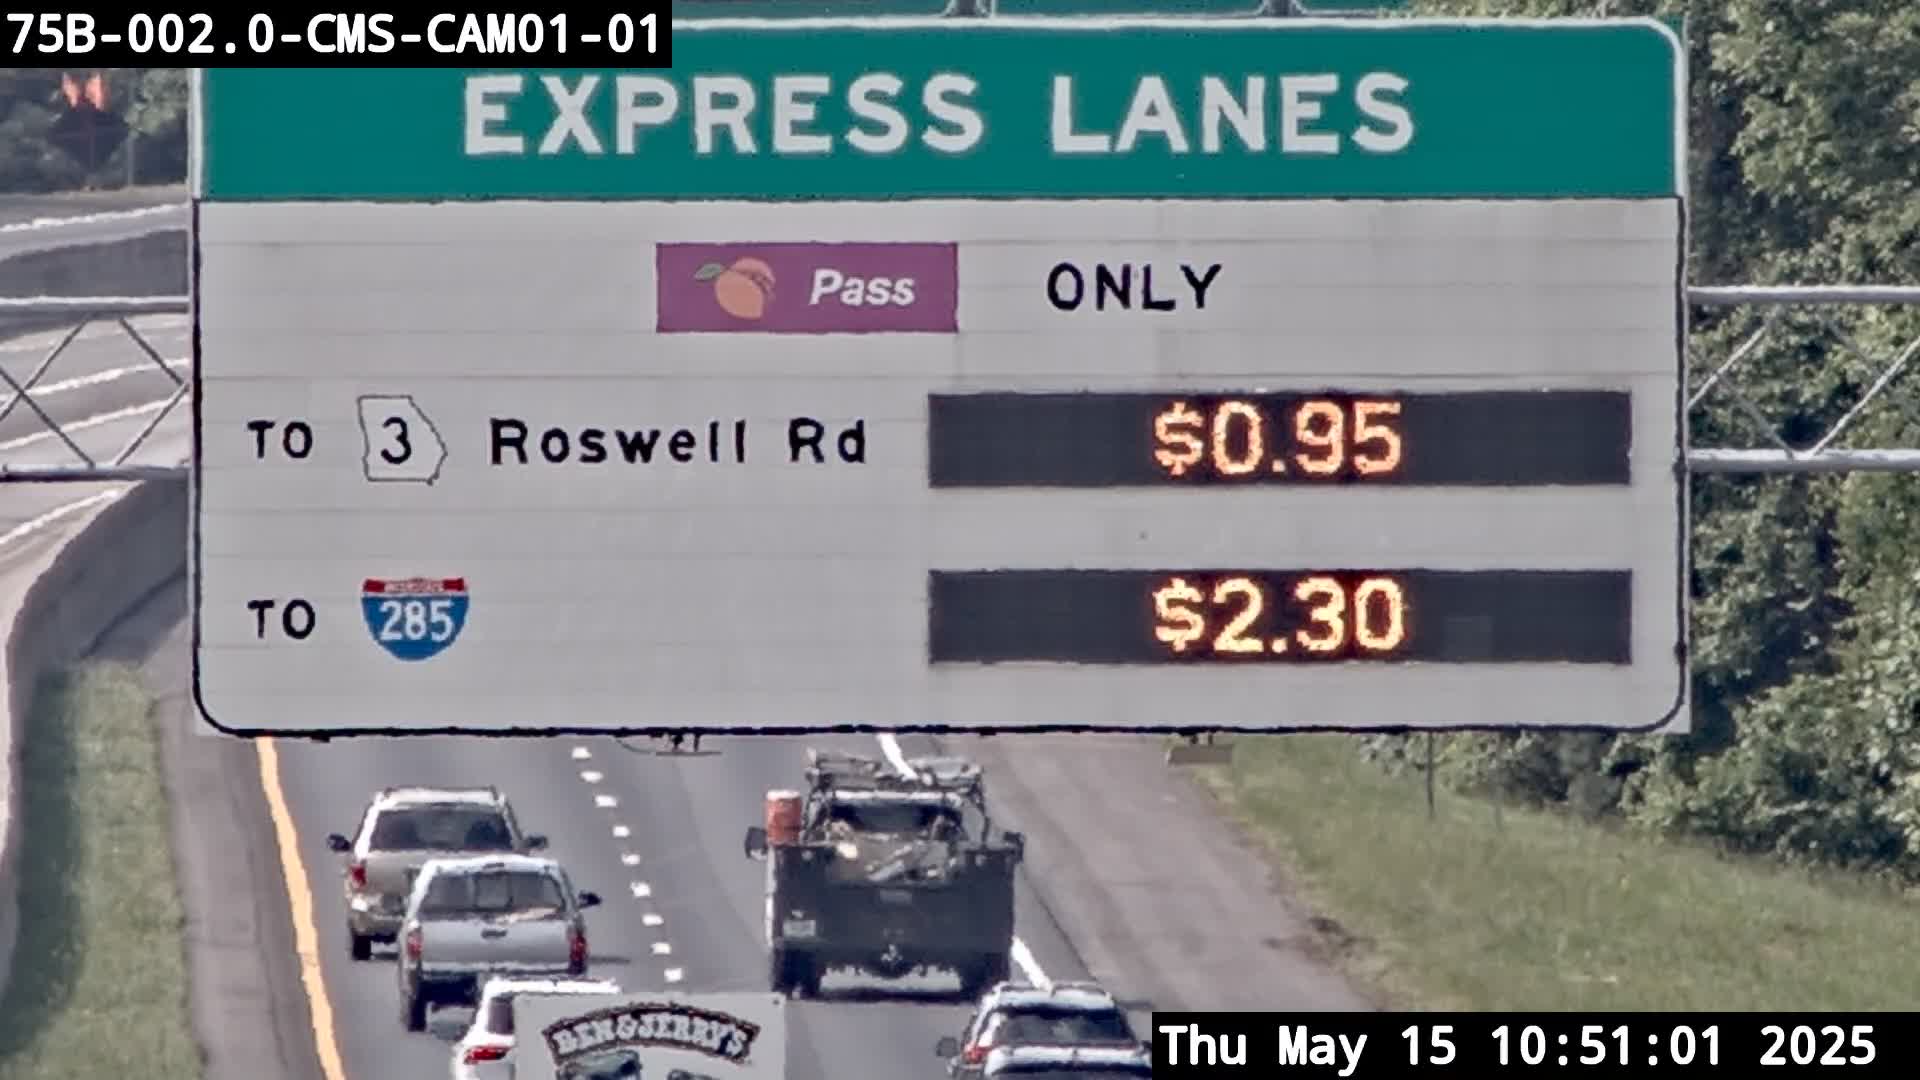 75B-002.0-CMS-CAM01-01
EXPRESS LANES
Pass ONLY
TO 3 Roswell Rd $0.95
TO INTERSTATE 285 $2.30
BEN & JERRY'S
Thu May 15 10:51:01 2025